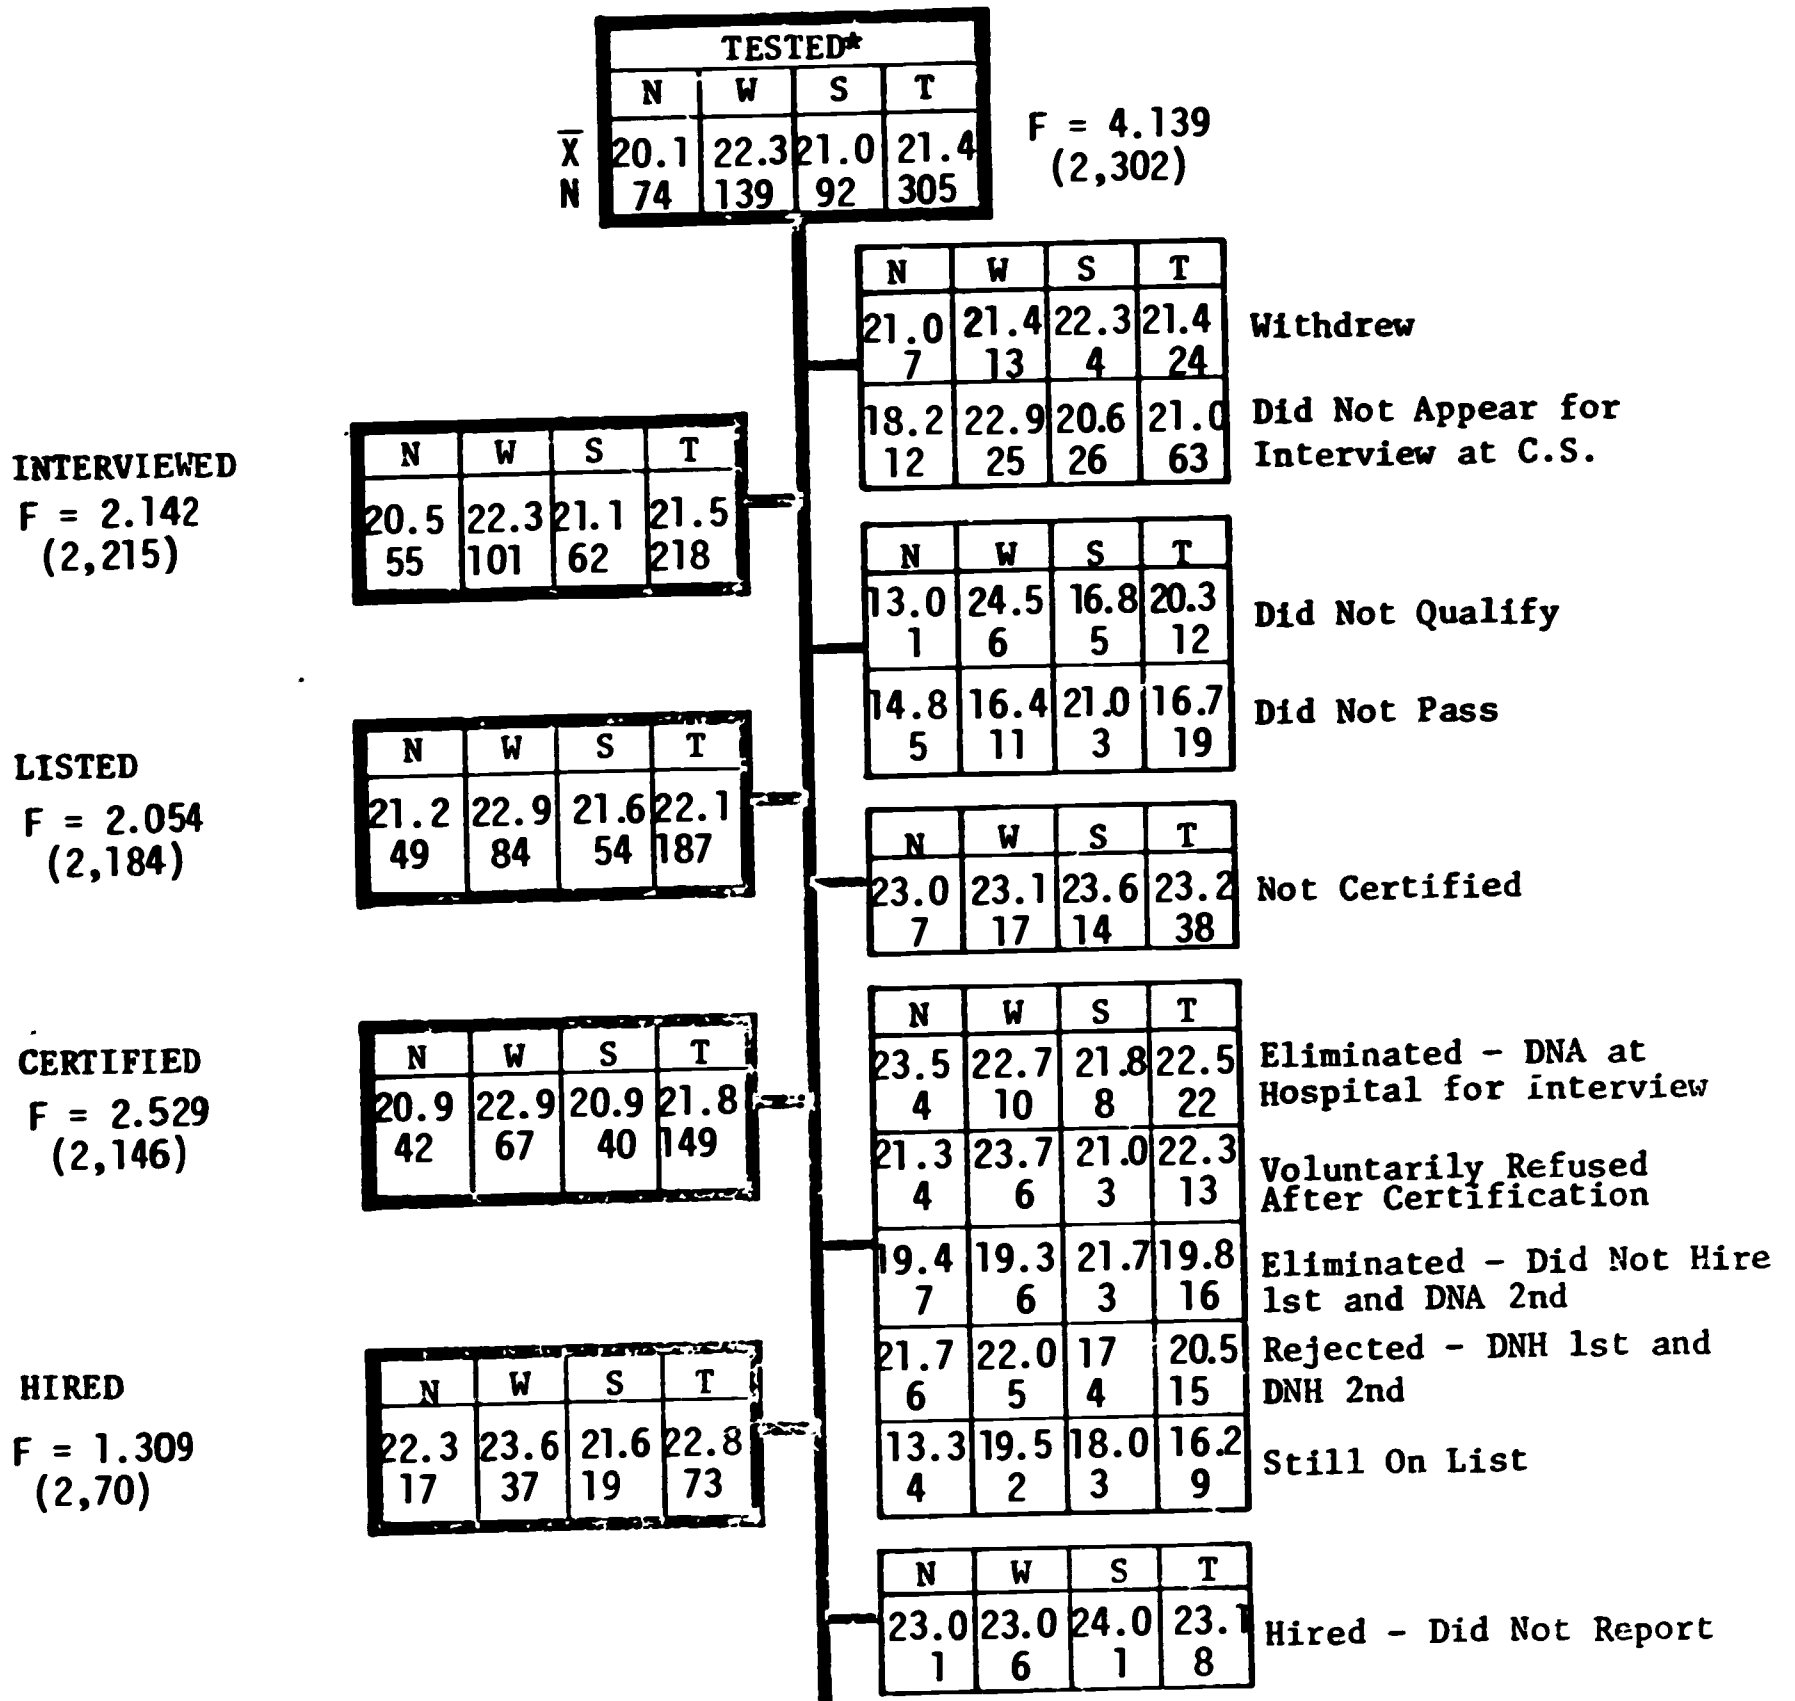 TESTED*
N W S T
X̄ 20.1 22.3 21.0 21.4
N 74 139 92 305
F = 4.139
(2,302)
N W S T
21.0 21.4 22.3 21.4 Withdrew
7 13 4 24
18.2 22.9 20.6 21.0 Did Not Appear for
12 25 26 63 Interview at C.S.
INTERVIEWED
F = 2.142
(2,215)
N W S T
20.5 22.3 21.1 21.5
55 101 62 218
N W S T
13.0 24.5 16.8 20.3 Did Not Qualify
1 6 5 12
14.8 16.4 21.0 16.7 Did Not Pass
5 11 3 19
LISTED
F = 2.054
(2,184)
N W S T
21.2 22.9 21.6 22.1
49 84 54 187
N W S T
23.0 23.1 23.6 23.2 Not Certified
7 17 14 38
CERTIFIED
F = 2.529
(2,146)
N W S T
20.9 22.9 20.9 21.8
42 67 40 149
N W S T
23.5 22.7 21.8 22.5 Eliminated - DNA at
4 10 8 22 Hospital for interview
21.3 23.7 21.0 22.3 Voluntarily Refused
4 6 3 13 After Certification
19.4 19.3 21.7 19.8 Eliminated - Did Not Hire
7 6 3 16 1st and DNA 2nd
21.7 22.0 17 20.5 Rejected - DNH 1st and
6 5 4 15 DNH 2nd
13.3 19.5 18.0 16.2 Still On List
4 2 3 9
HIRED
F = 1.309
(2,70)
N W S T
22.3 23.6 21.6 22.8
17 37 19 73
N W S T
23.0 23.0 24.0 23.1 Hired - Did Not Report
1 6 1 8